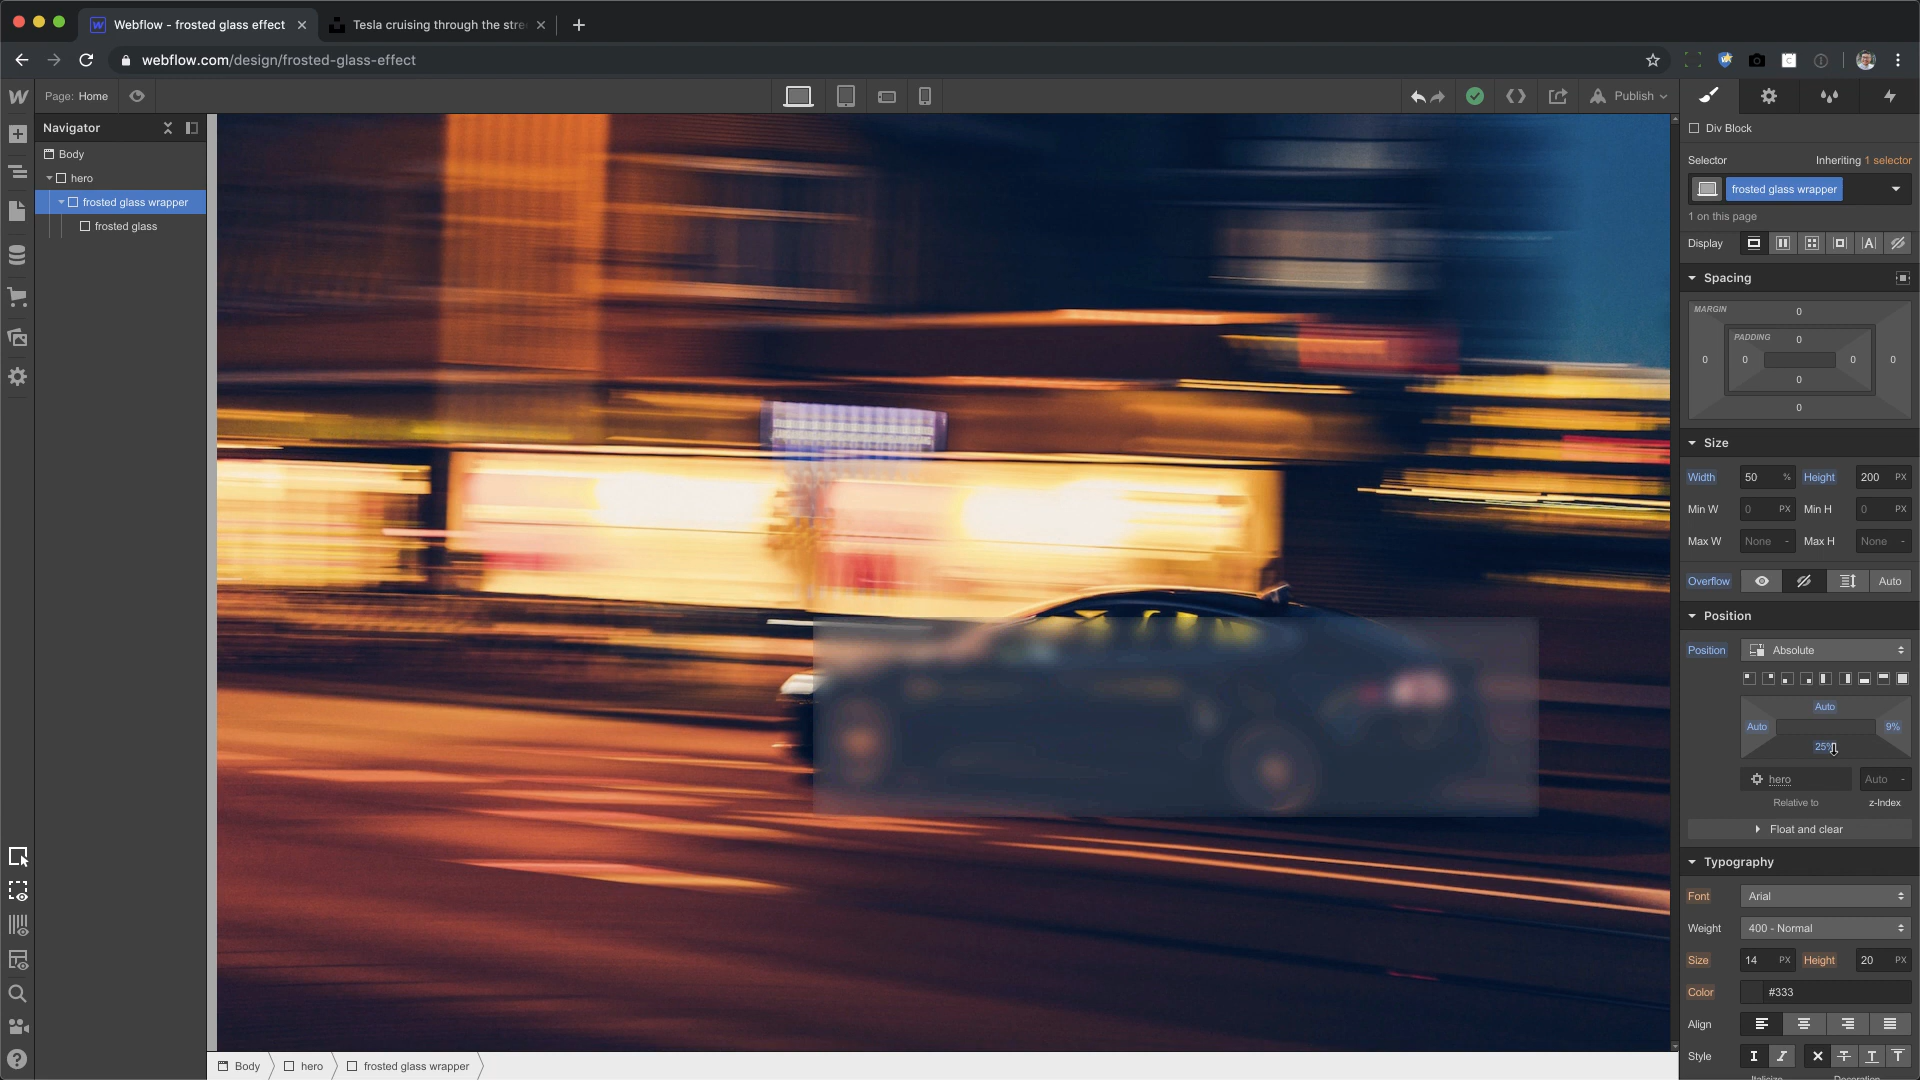 Webflow - frosted glass effect
Tesla cruising through the stre
webflow.com/design/frosted-glass-effect
Page: Home
Publish
Navigator
Body
hero
frosted glass wrapper
frosted glass
Div Block
Selector
Inheriting 1 selector
frosted glass wrapper
1 on this page
Display
Spacing
MARGIN
0
PADDING
0
0 0 0 0
0
0
Size
Width 50 % Height 200 PX
Min W 0 PX Min H 0 PX
Max W None - Max H None -
Overflow Auto
Position
Position Absolute
Auto
Auto 9%
25%
hero Auto -
Relative to z-Index
Float and clear
Typography
Font Arial
Weight 400 - Normal
Size 14 PX Height 20 PX
Color #333
Align
Style
Italicize Decoration
Body hero frosted glass wrapper